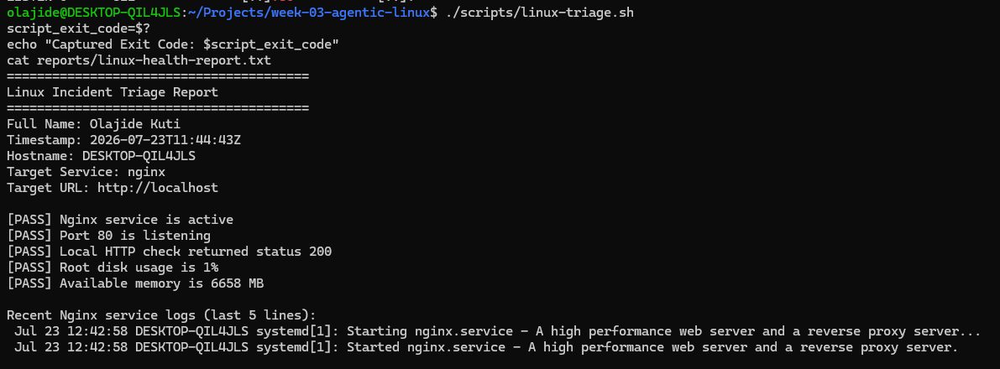 olajide@DESKTOP-QIL4JLS:~/Projects/week-03-agentic-linux$ ./scripts/linux-triage.sh
script_exit_code=$?
echo "Captured Exit Code: $script_exit_code"
cat reports/linux-health-report.txt
========================================
Linux Incident Triage Report
========================================
Full Name: Olajide Kuti
Timestamp: 2026-07-23T11:44:43Z
Hostname: DESKTOP-QIL4JLS
Target Service: nginx
Target URL: http://localhost

[PASS] Nginx service is active
[PASS] Port 80 is listening
[PASS] Local HTTP check returned status 200
[PASS] Root disk usage is 1%
[PASS] Available memory is 6658 MB

Recent Nginx service logs (last 5 lines):
 Jul 23 12:42:58 DESKTOP-QIL4JLS systemd[1]: Starting nginx.service - A high performance web server and a reverse proxy server...
 Jul 23 12:42:58 DESKTOP-QIL4JLS systemd[1]: Started nginx.service - A high performance web server and a reverse proxy server.